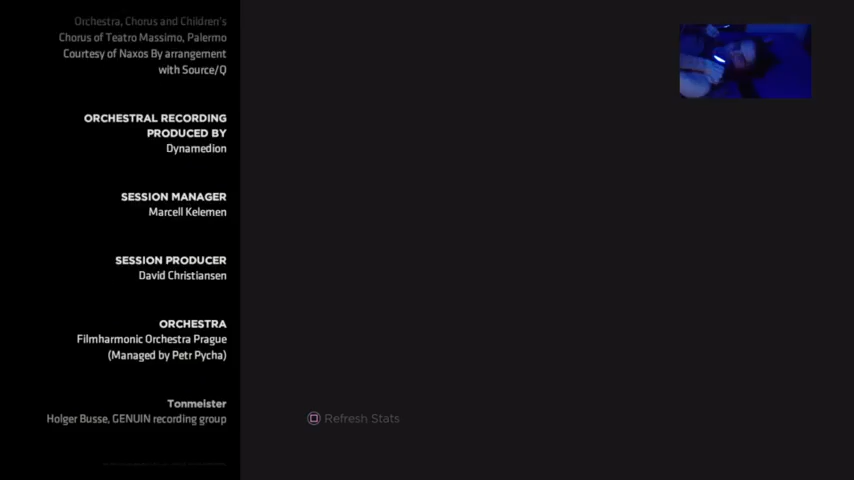 Orchestra, Chorus and Children's
Chorus of Teatro Massimo, Palermo
Courtesy of Naxos By arrangement
with Source/Q
ORCHESTRAL RECORDING
PRODUCED BY
Dynamedion
SESSION MANAGER
Marcell Kelemen
SESSION PRODUCER
David Christiansen
ORCHESTRA
Filmharmonic Orchestra Prague
(Managed by Petr Pycha)
Tonmeister
Holger Busse, GENUIN recording group
Refresh Stats